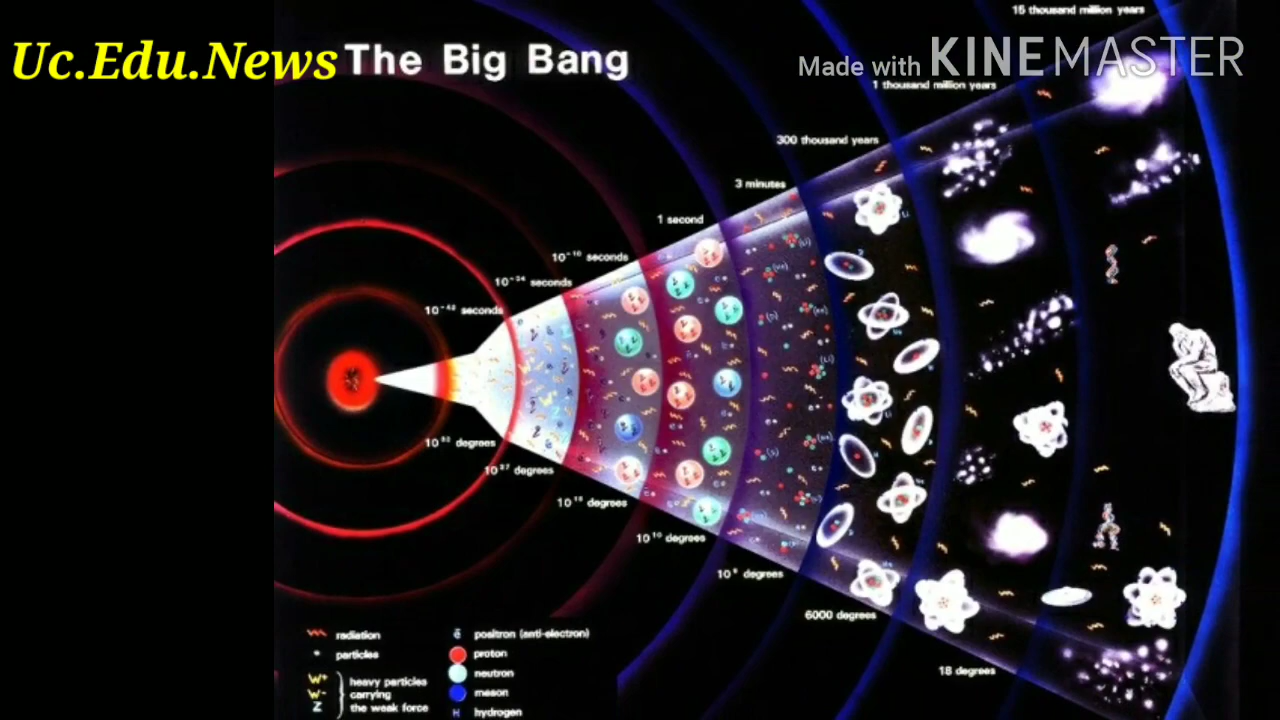 Uc.Edu.News
The Big Bang
Made with KINEMASTER
15 thousand million years
1 thousand million years
300 thousand years
3 minutes
1 second
10⁻¹⁰ seconds
10⁻³⁴ seconds
10⁻⁴³ seconds
10³² degrees
10²⁷ degrees
10¹⁵ degrees
10¹⁰ degrees
10⁹ degrees
6000 degrees
18 degrees
radiation
particles
W+
W-
Z
heavy particles
carrying
the weak force
ē positron (anti-electron)
proton
neutron
meson
H hydrogen